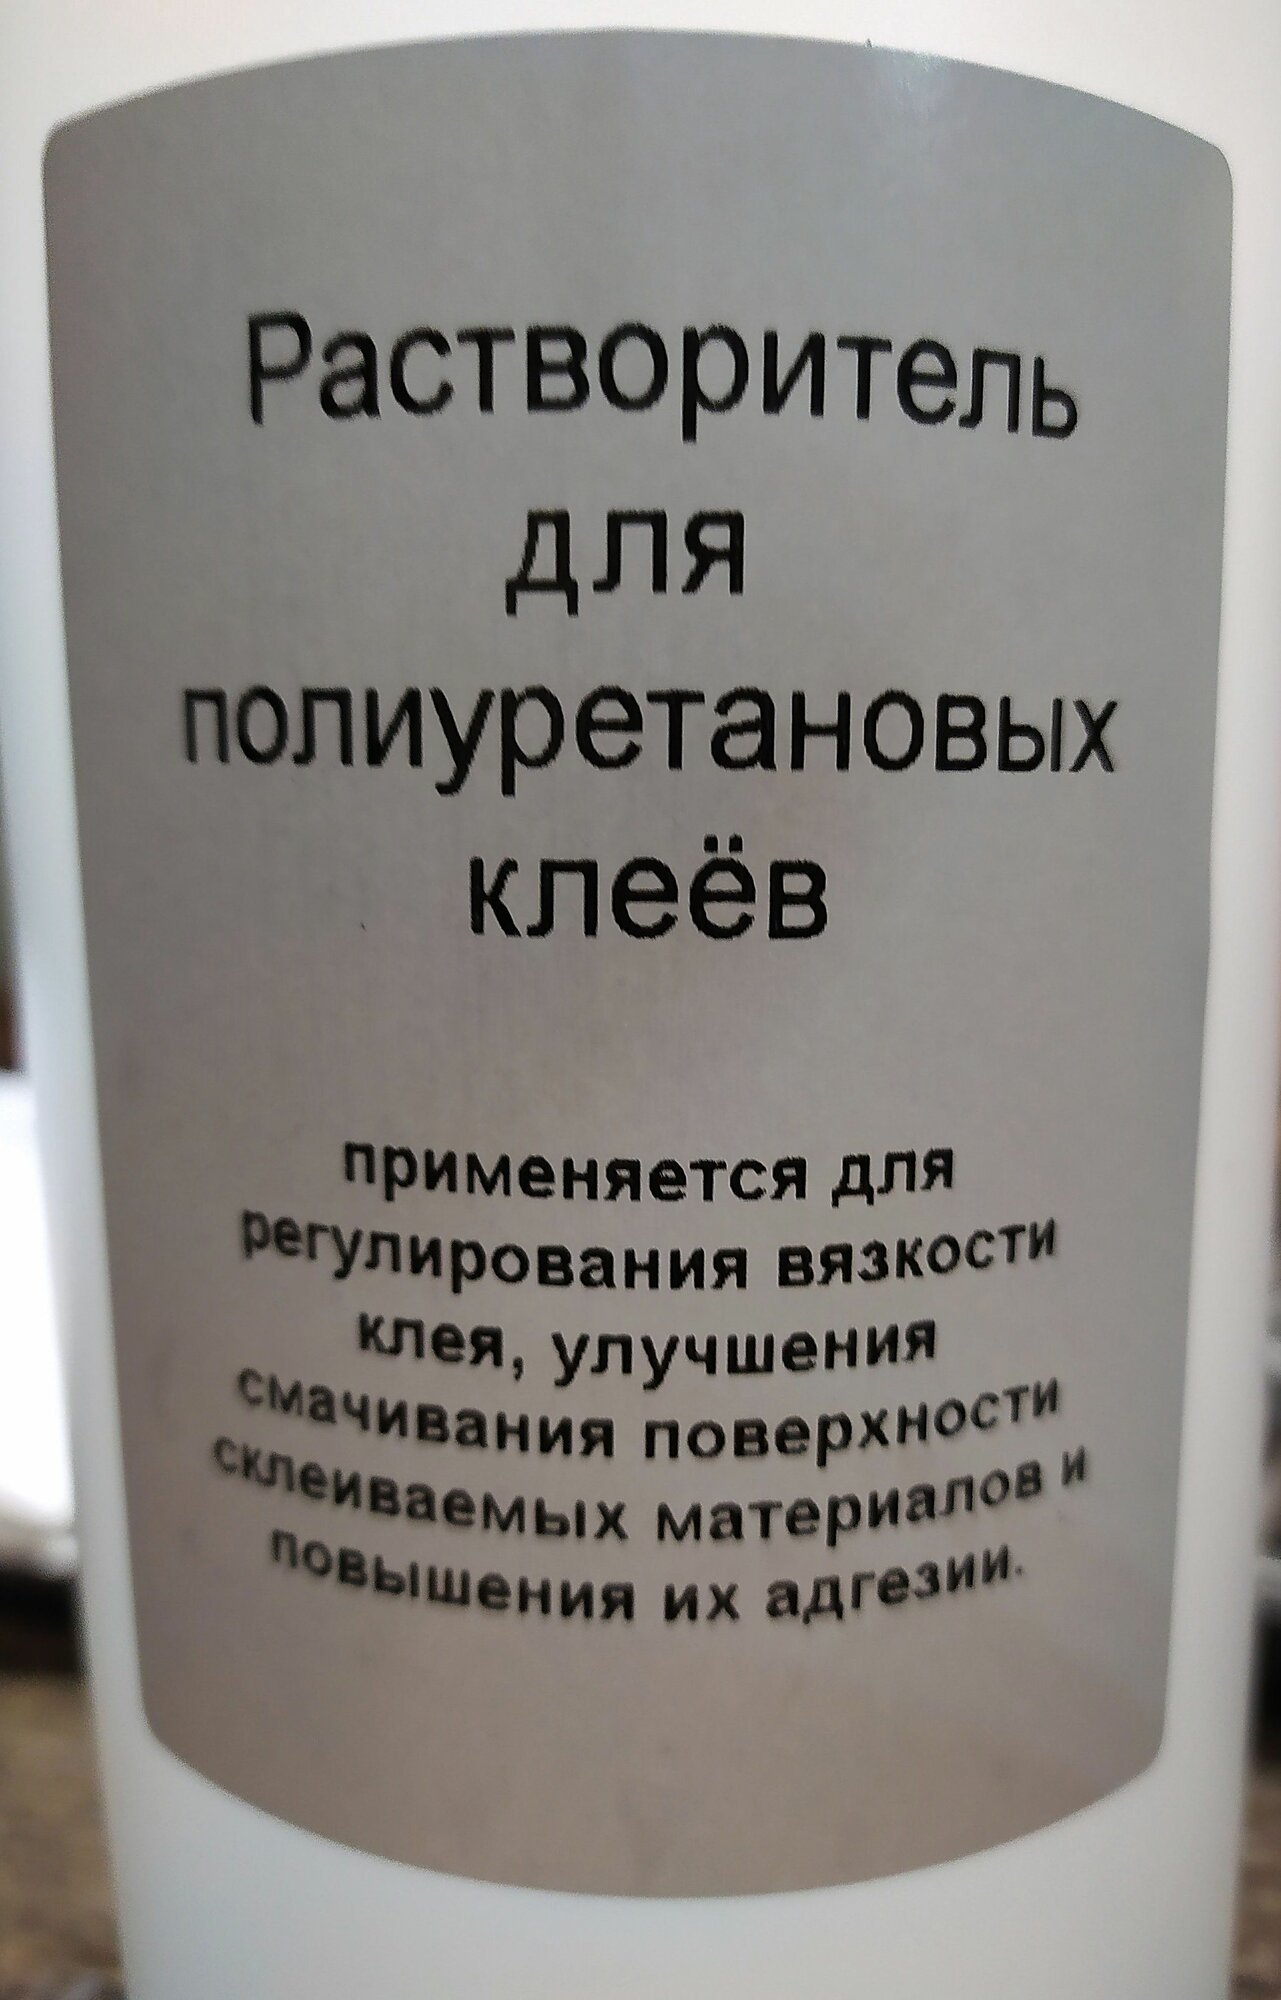 Растворитель
для
полиуретановых
клеёв
применяется для
регулирования вязкости
клея, улучшения
смачивания поверхности
склеиваемых материалов и
повышения их адгезии.